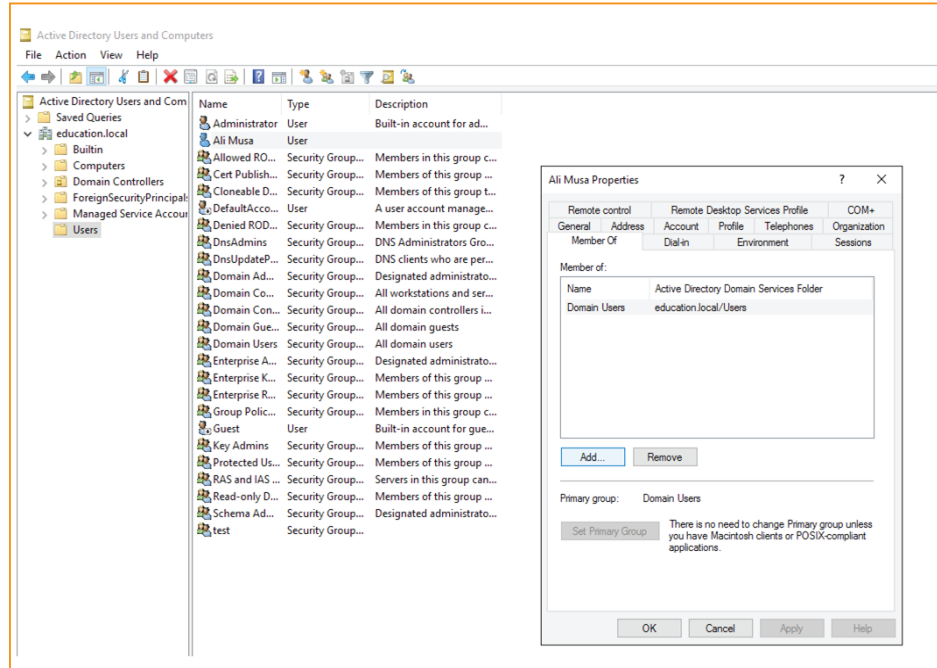 Active Directory Users and Computers
File Action View Help
Active Directory Users and Com
Saved Queries
education.local
Builtin
Computers
Domain Controllers
ForeignSecurityPrincipals
Managed Service Accour
Users
Name Type Description
Administrator User Built-in account for ad...
Ali Musa User
Allowed RO... Security Group... Members in this group c...
Cert Publish... Security Group... Members of this group ...
Cloneable D... Security Group... Members of this group t...
DefaultAcco... User A user account manage...
Denied ROD... Security Group... Members in this group c...
DnsAdmins Security Group... DNS Administrators Gro...
DnsUpdateP... Security Group... DNS clients who are per...
Domain Ad... Security Group... Designated administrato...
Domain Co... Security Group... All workstations and ser...
Domain Con... Security Group... All domain controllers i...
Domain Gue... Security Group... All domain guests
Domain Users Security Group... All domain users
Enterprise A... Security Group... Designated administrato...
Enterprise K... Security Group... Members of this group ...
Enterprise R... Security Group... Members of this group ...
Group Polic... Security Group... Members in this group c...
Guest User Built-in account for gue...
Key Admins Security Group... Members of this group ...
Protected Us... Security Group... Members of this group ...
RAS and IAS ... Security Group... Servers in this group can...
Read-only D... Security Group... Members of this group ...
Schema Ad... Security Group... Designated administrato...
test Security Group...
Ali Musa Properties ?
Remote control Remote Desktop Services Profile COM+
General Address Account Profile Telephones Organization
Member Of Dial-in Environment Sessions
Member of:
Name Active Directory Domain Services Folder
Domain Users education.local/Users
Add... Remove
Primary group: Domain Users
Set Primary Group
There is no need to change Primary group unless
you have Macintosh clients or POSIX-compliant
applications.
OK Cancel Apply Help